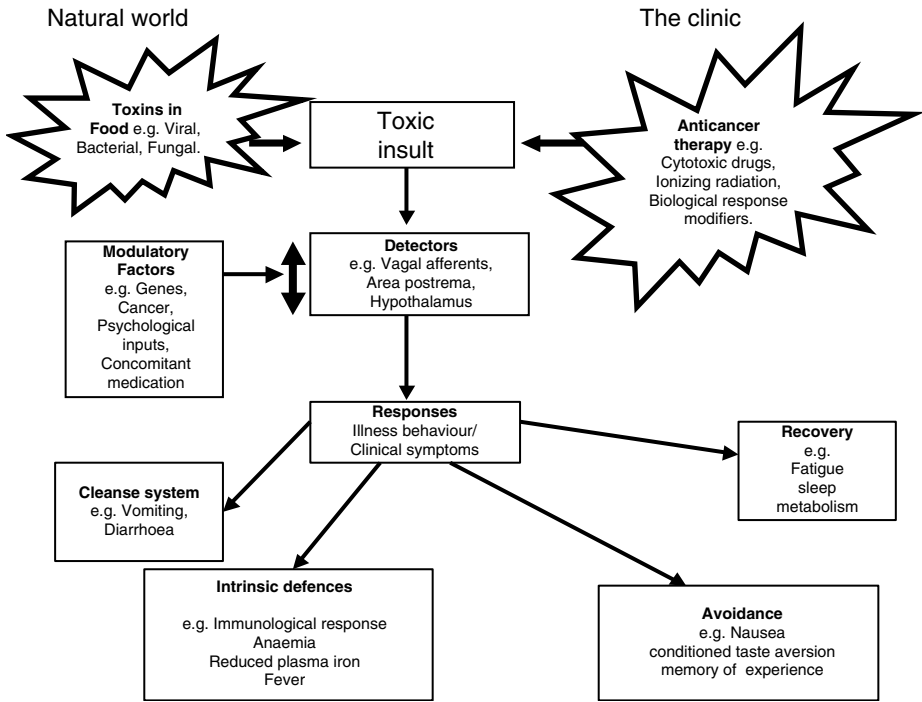 Natural world
The clinic
Toxins in
Food e.g. Viral,
Bacterial, Fungal.
Toxic
insult
Anticancer
therapy e.g.
Cytotoxic drugs,
Ionizing radiation,
Biological response
modifiers.
Modulatory
Factors
e.g. Genes,
Cancer,
Psychological
inputs,
Concomitant
medication
Detectors
e.g. Vagal afferents,
Area postrema,
Hypothalamus
Responses
Illness behaviour/
Clinical symptoms
Recovery
e.g.
Fatigue
sleep
metabolism
Cleanse system
e.g. Vomiting,
Diarrhoea
Intrinsic defences
e.g. Immunological response
Anaemia
Reduced plasma iron
Fever
Avoidance
e.g. Nausea
conditioned taste aversion
memory of experience